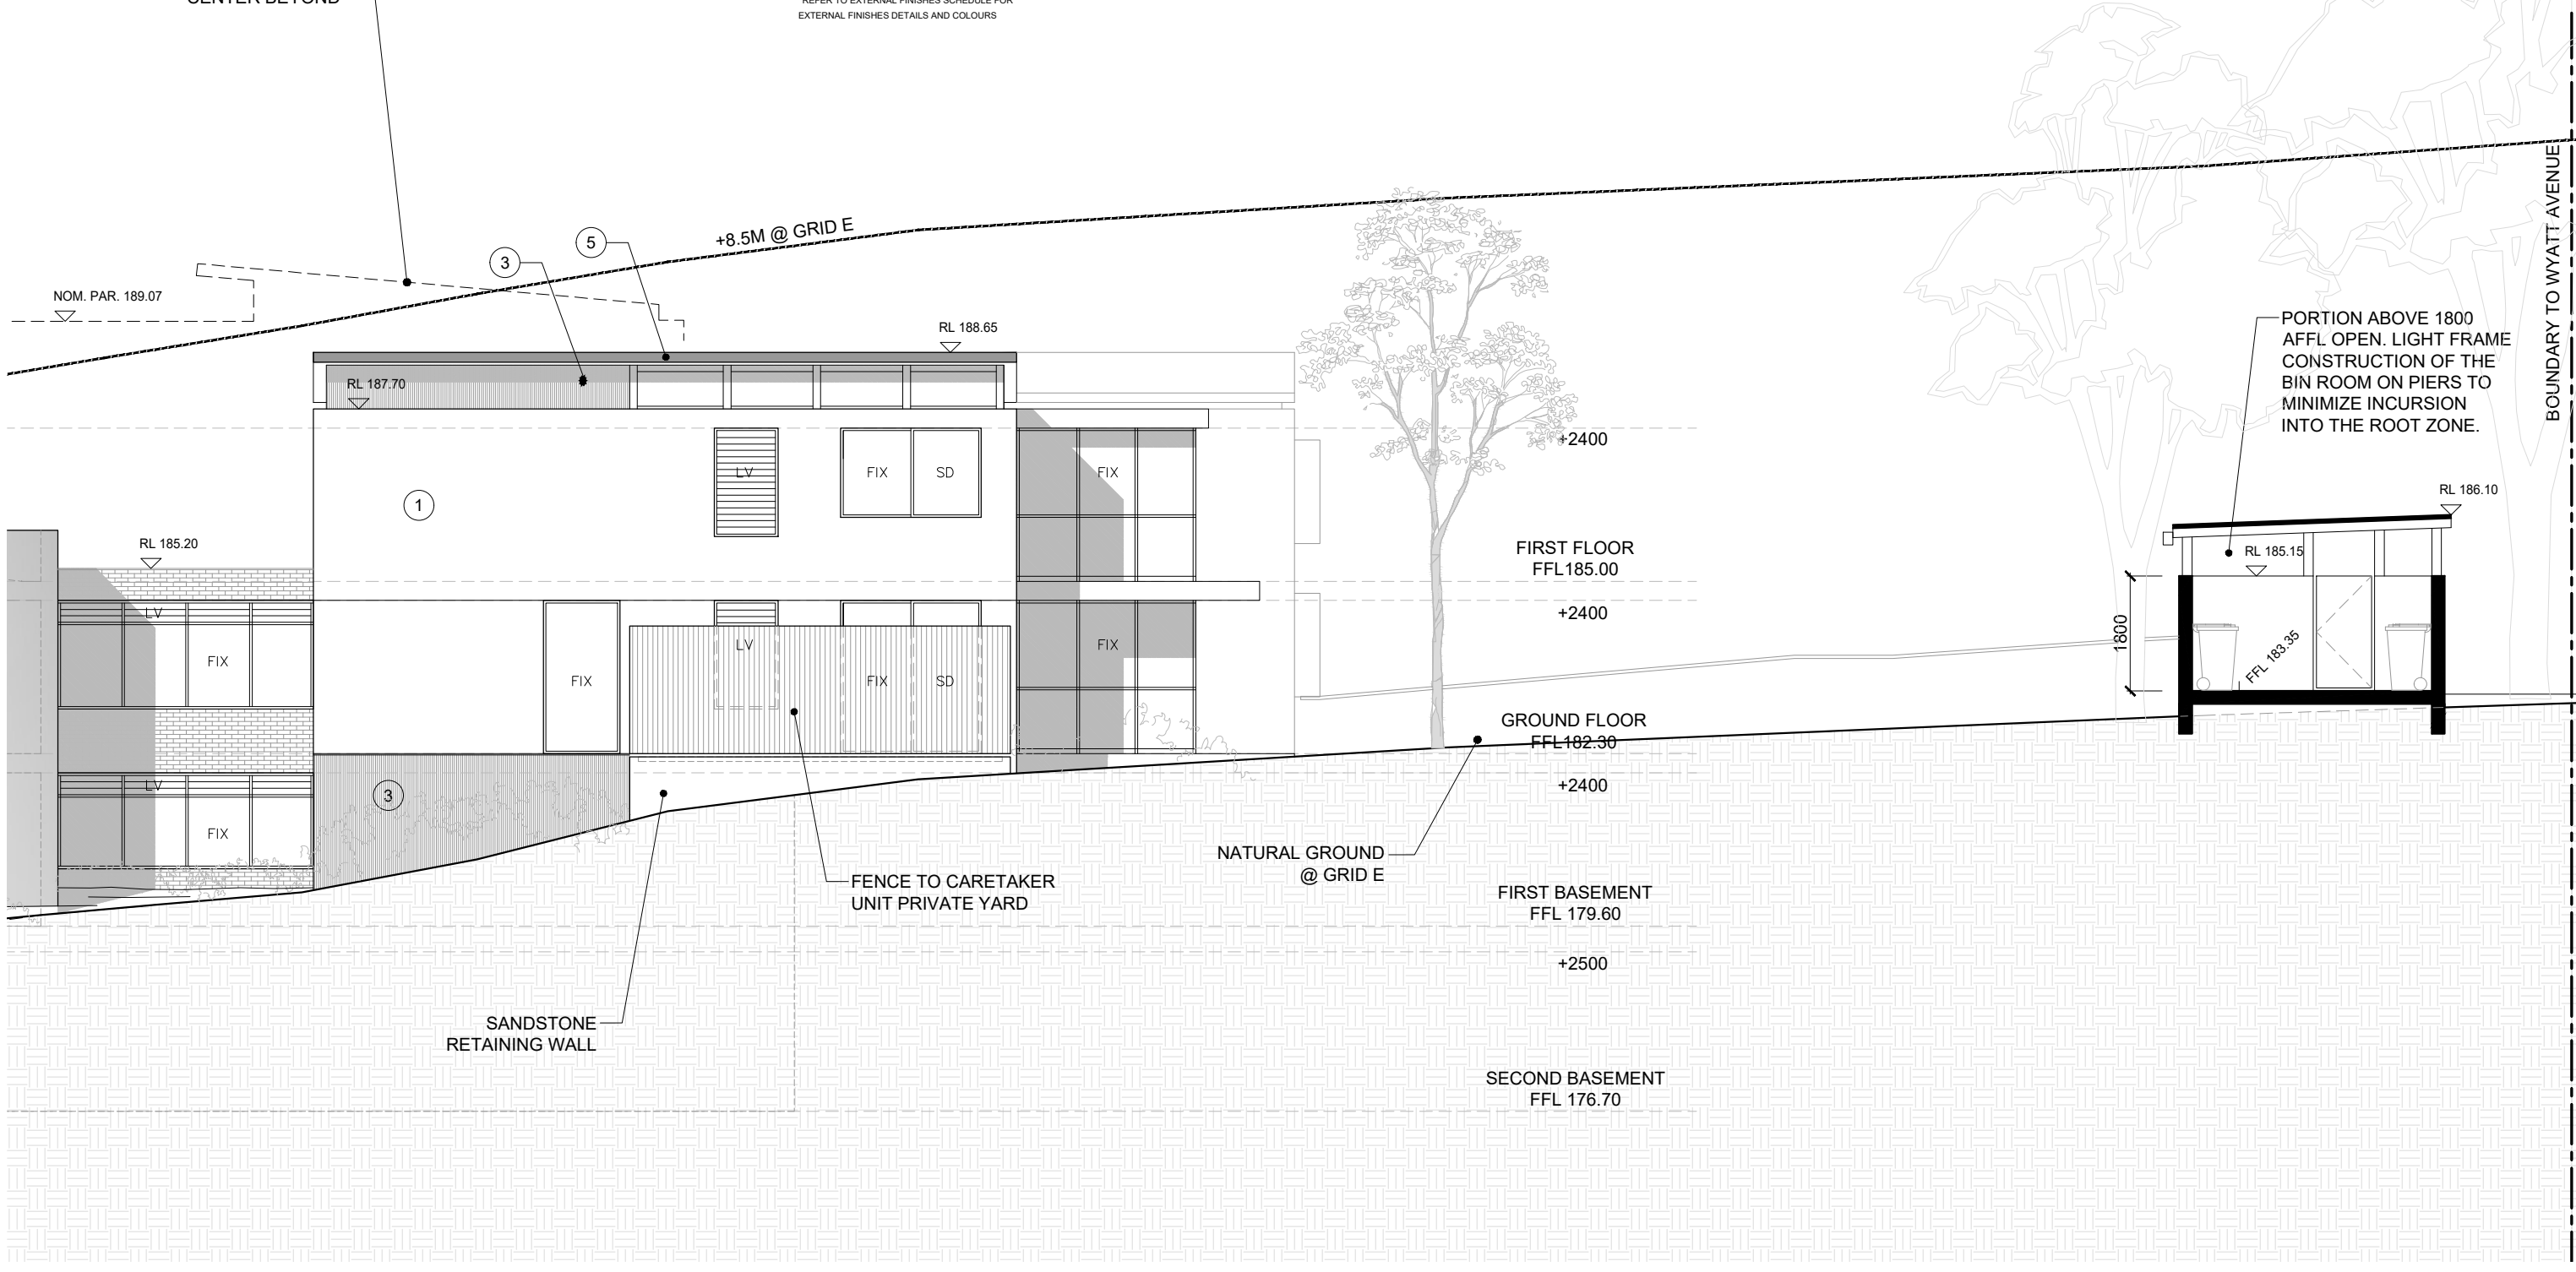 CENTER BEYOND
REFER TO EXTERNAL FINISHES SCHEDULE FOR
EXTERNAL FINISHES DETAILS AND COLOURS
BOUNDARY TO WYATT AVENUE
+8.5M @ GRID E
5
3
NOM. PAR. 189.07
RL 188.65
PORTION ABOVE 1800
AFFL OPEN. LIGHT FRAME
CONSTRUCTION OF THE
BIN ROOM ON PIERS TO
MINIMIZE INCURSION
INTO THE ROOT ZONE.
RL 187.70
+2400
LV
FIX
SD
FIX
1
RL 186.10
RL 185.20
FIRST FLOOR
FFL185.00
RL 185.15
LV
+2400
1800
FIX
FIX
LV
FIX
SD
FIX
FFL 183.35
GROUND FLOOR
FFL182.30
LV
3
+2400
FIX
NATURAL GROUND
@ GRID E
FENCE TO CARETAKER
UNIT PRIVATE YARD
FIRST BASEMENT
FFL 179.60
+2500
SANDSTONE
RETAINING WALL
SECOND BASEMENT
FFL 176.70